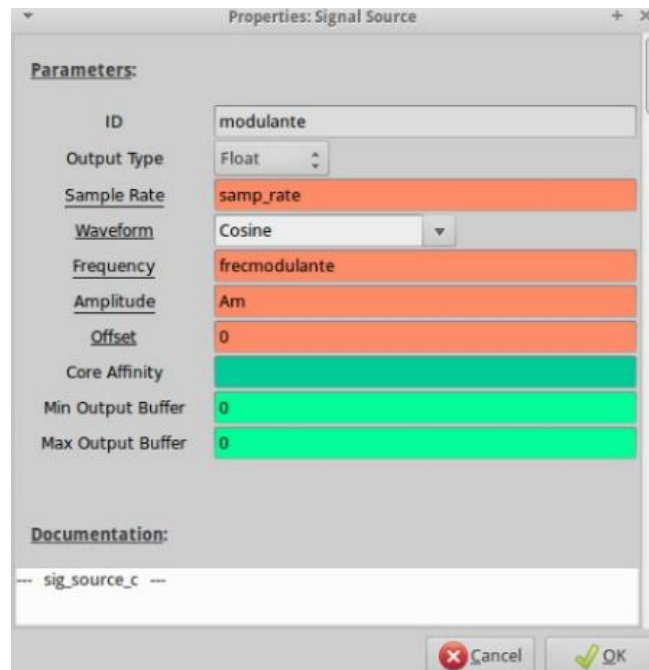 Properties: Signal Source
Parameters:
ID modulante
Output Type Float
Sample Rate samp_rate
Waveform Cosine
Frequency frecmodulante
Amplitude Am
Offset 0
Core Affinity
Min Output Buffer 0
Max Output Buffer 0
Documentation:
--- sig_source_c ---
Cancel OK